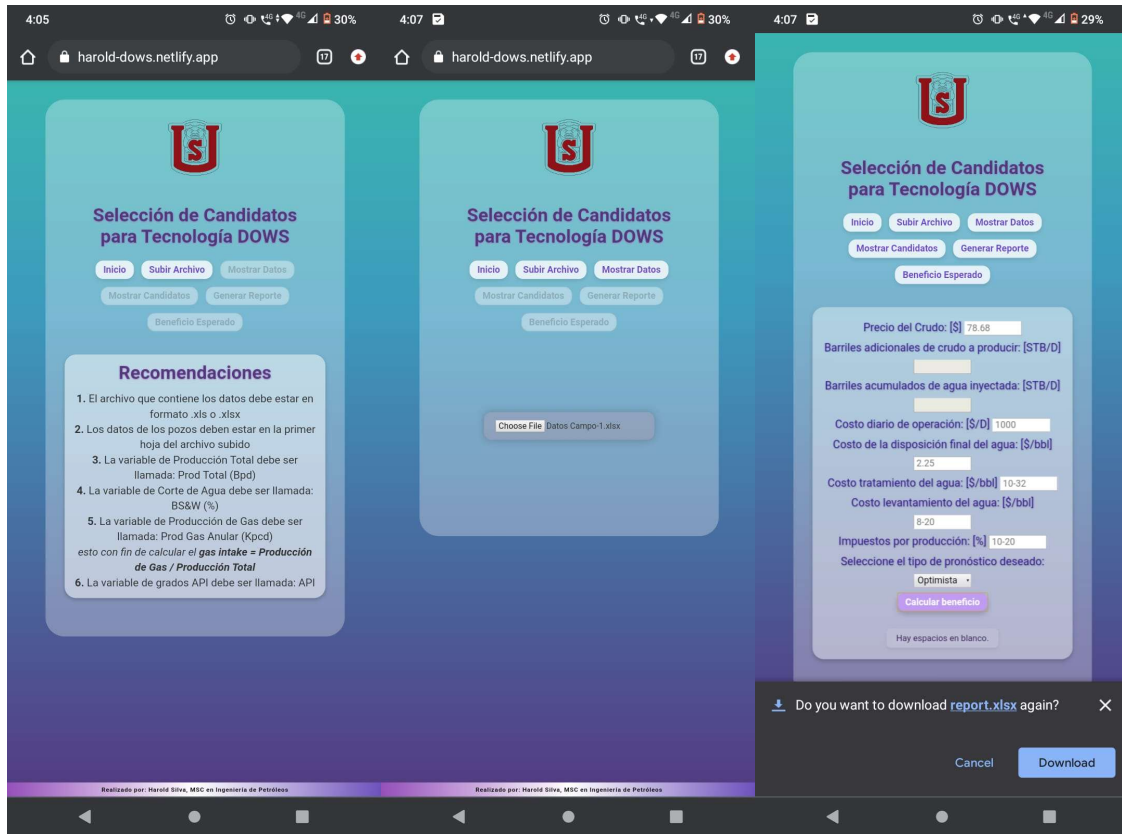 4:05
4G 4G 30%
harold-dows.netlify.app
17
US
Selección de Candidatos
para Tecnología DOWS
Inicio Subir Archivo Mostrar Datos
Mostrar Candidatos Generar Reporte
Beneficio Esperado
Recomendaciones
1. El archivo que contiene los datos debe estar en
formato .xls o .xlsx
2. Los datos de los pozos deben estar en la primer
hoja del archivo subido
3. La variable de Producción Total debe ser
llamada: Prod Total (Bpd)
4. La variable de Corte de Agua debe ser llamada:
BS&W (%)
5. La variable de Producción de Gas debe ser
llamada: Prod Gas Anular (Kpcd)
esto con fin de calcular el gas intake = Producción
de Gas / Producción Total
6. La variable de grados API debe ser llamada: API
Realizado por: Harold Silva, MSC en Ingeniería de Petróleos
4:07
4G 4G 30%
harold-dows.netlify.app
17
US
Selección de Candidatos
para Tecnología DOWS
Inicio Subir Archivo Mostrar Datos
Mostrar Candidatos Generar Reporte
Beneficio Esperado
Choose File Datos Campo-1.xlsx
Realizado por: Harold Silva, MSC en Ingeniería de Petróleos
4:07
4G 4G 29%
US
Selección de Candidatos
para Tecnología DOWS
Inicio Subir Archivo Mostrar Datos
Mostrar Candidatos Generar Reporte
Beneficio Esperado
Precio del Crudo: [$] 78.68
Barriles adicionales de crudo a producir: [STB/D]
Barriles acumulados de agua inyectada: [STB/D]
Costo diario de operación: [$/D] 1000
Costo de la disposición final del agua: [$/bbl]
2.25
Costo tratamiento del agua: [$/bbl] 10-32
Costo levantamiento del agua: [$/bbl]
8-20
Impuestos por producción: [%] 10-20
Seleccione el tipo de pronóstico deseado:
Optimista
Calcular beneficio
Hay espacios en blanco.
Do you want to download report.xlsx again?
Cancel Download